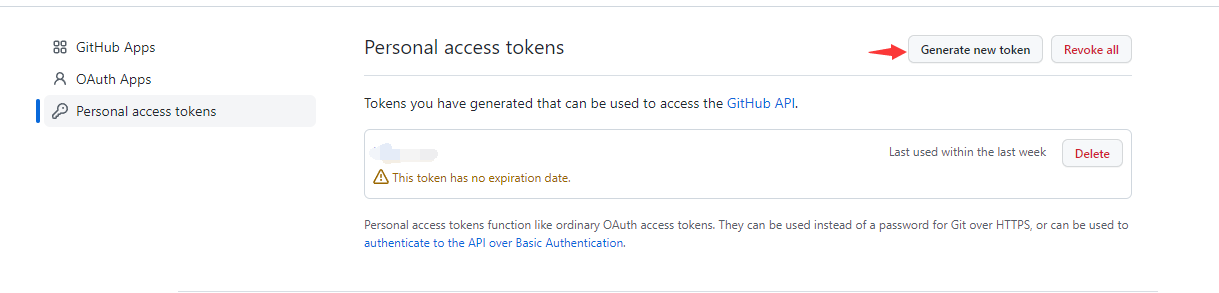 GitHub Apps
OAuth Apps
Personal access tokens
Personal access tokens
Generate new token
Revoke all
Tokens you have generated that can be used to access the GitHub API.
Last used within the last week
Delete
This token has no expiration date.
Personal access tokens function like ordinary OAuth access tokens. They can be used instead of a password for Git over HTTPS, or can be used to
authenticate to the API over Basic Authentication.